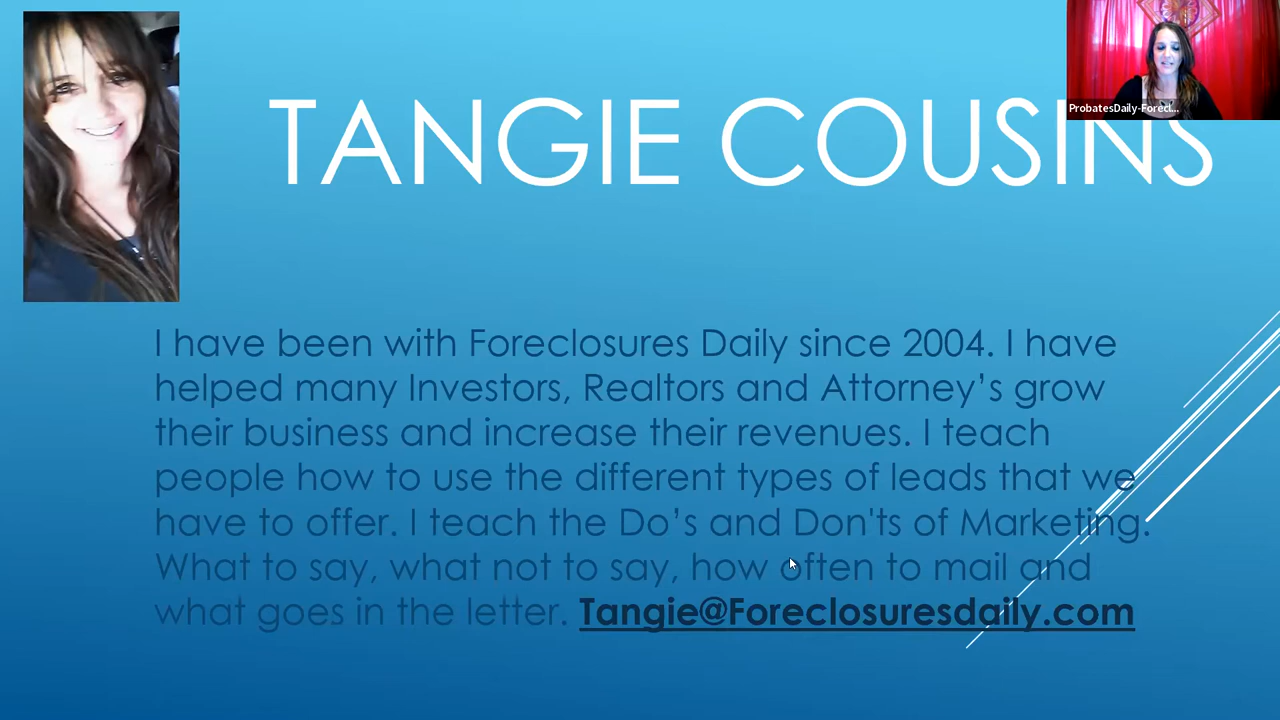 ProbatesDaily-Forecl...
TANGIE COUSINS
I have been with Foreclosures Daily since 2004. I have
helped many Investors, Realtors and Attorney’s grow
their business and increase their revenues. I teach
people how to use the different types of leads that we
have to offer. I teach the Do’s and Don'ts of Marketing.
What to say, what not to say, how often to mail and
what goes in the letter. Tangie@Foreclosuresdaily.com